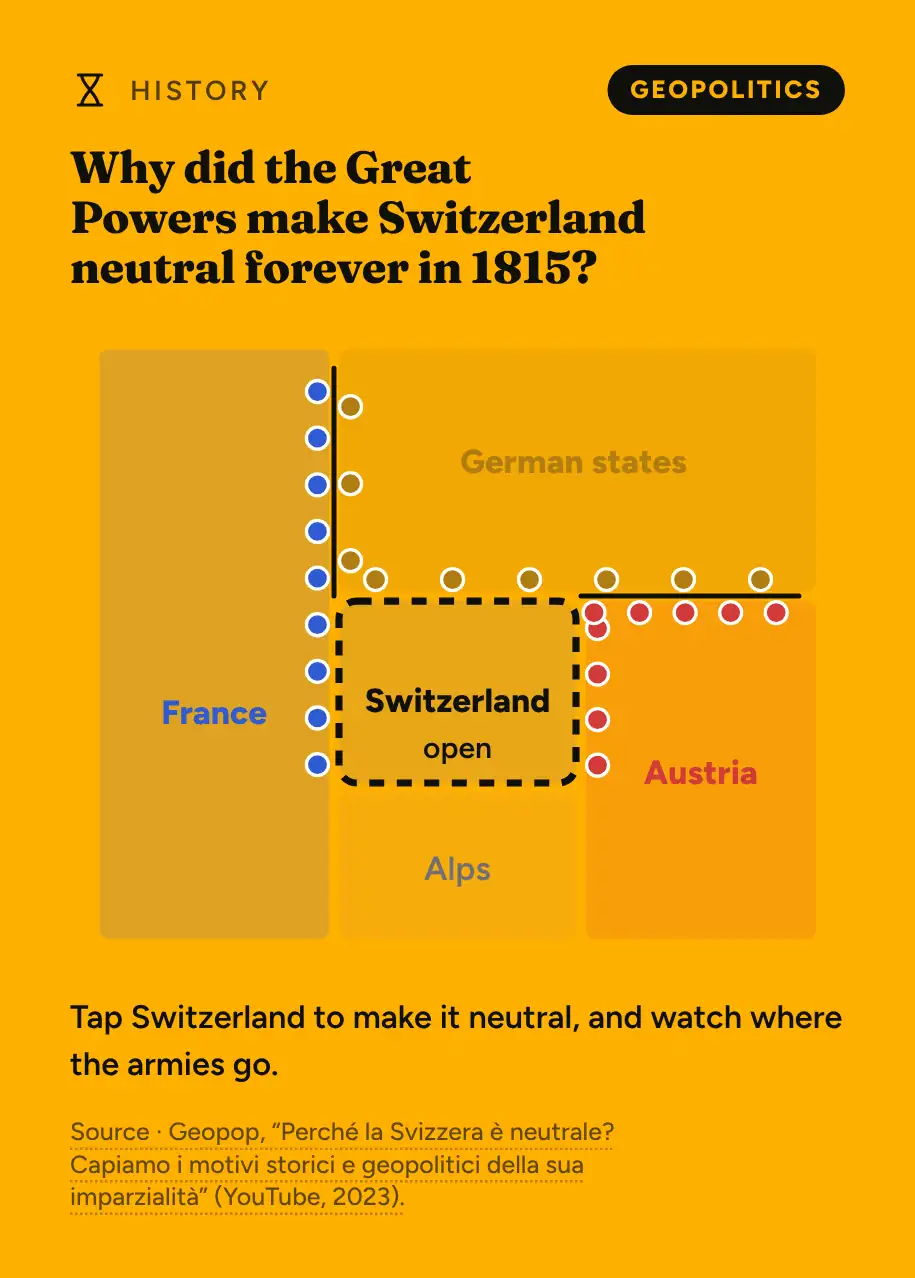 HISTORY
GEOPOLITICS
Why did the Great
Powers make Switzerland
neutral forever in 1815?
German states
France
Switzerland
open
Austria
Alps
Tap Switzerland to make it neutral, and watch where
the armies go.
Source · Geopop, “Perché la Svizzera è neutrale?
Capiamo i motivi storici e geopolitici della sua
imparzialità” (YouTube, 2023).